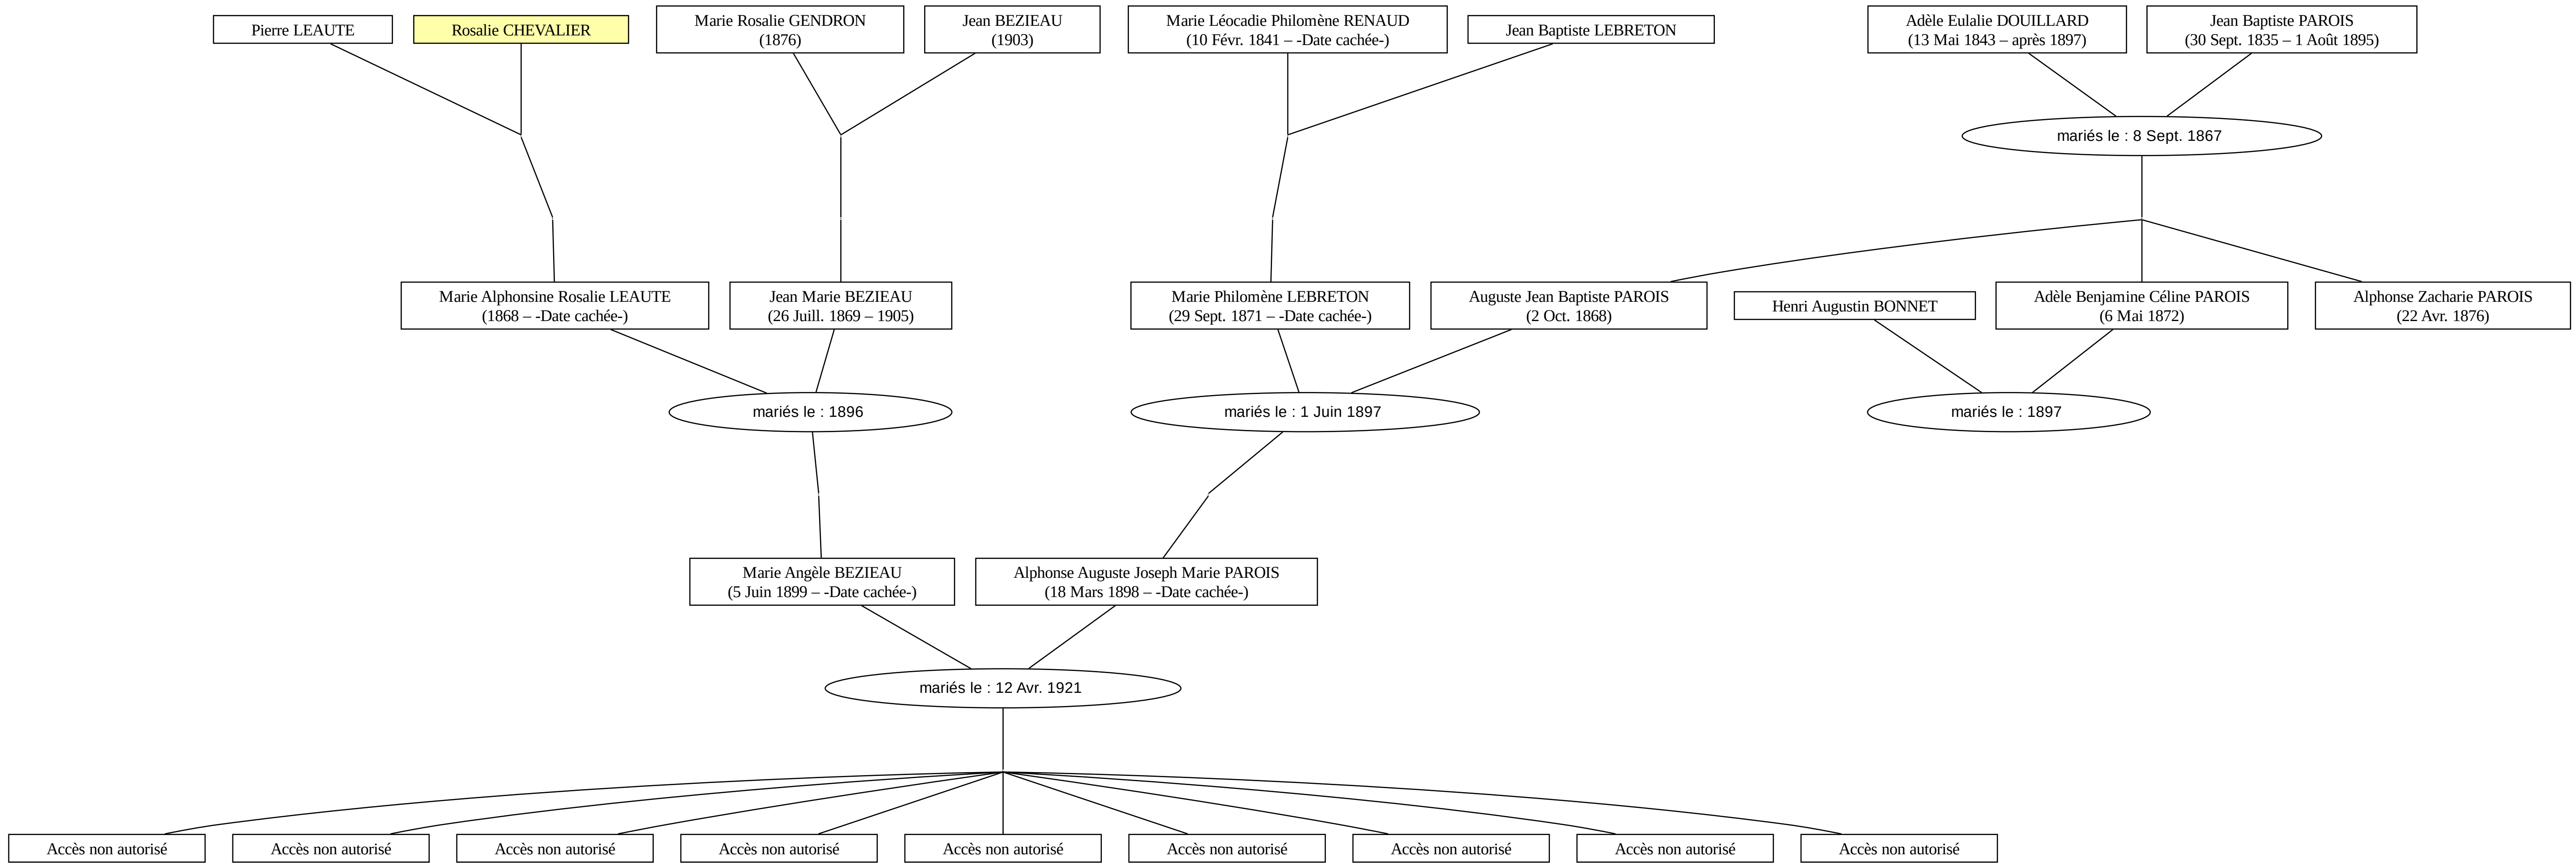 Pierre LEAUTE
Rosalie CHEVALIER
Marie Rosalie GENDRON
(1876)
Jean BEZIEAU
(1903)
Marie Léocadie Philomène RENAUD
(10 Févr. 1841 – -Date cachée-)
Jean Baptiste LEBRETON
Adèle Eulalie DOUILLARD
(13 Mai 1843 – après 1897)
Jean Baptiste PAROIS
(30 Sept. 1835 – 1 Août 1895)
mariés le : 8 Sept. 1867
Marie Alphonsine Rosalie LEAUTE
(1868 – -Date cachée-)
Jean Marie BEZIEAU
(26 Juill. 1869 – 1905)
Marie Philomène LEBRETON
(29 Sept. 1871 – -Date cachée-)
Auguste Jean Baptiste PAROIS
(2 Oct. 1868)
Henri Augustin BONNET
Adèle Benjamine Céline PAROIS
(6 Mai 1872)
Alphonse Zacharie PAROIS
(22 Avr. 1876)
mariés le : 1896
mariés le : 1 Juin 1897
mariés le : 1897
Marie Angèle BEZIEAU
(5 Juin 1899 – -Date cachée-)
Alphonse Auguste Joseph Marie PAROIS
(18 Mars 1898 – -Date cachée-)
mariés le : 12 Avr. 1921
Accès non autorisé
Accès non autorisé
Accès non autorisé
Accès non autorisé
Accès non autorisé
Accès non autorisé
Accès non autorisé
Accès non autorisé
Accès non autorisé